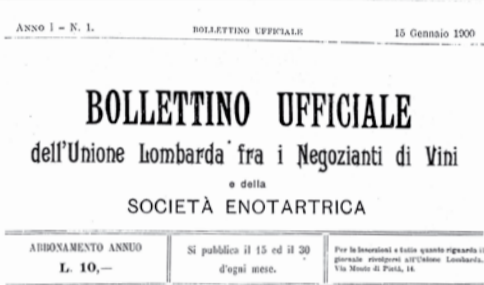 ANNO I – N. 1.
BOLLETTINO UFFICIALE
15 Gennaio 1900
BOLLETTINO UFFICIALE
dell'Unione Lombarda fra i Negozianti di Vini
e della
SOCIETÀ ENOTARTRICA
ABBONAMENTO ANNUO
L. 10,—
Si pubblica il 15 ed il 30
d'ogni mese.
Per le inserzioni e tutto quanto riguarda il
giornale rivolgersi all'Unione Lombarda,
Via Monte di Pietà, 14.